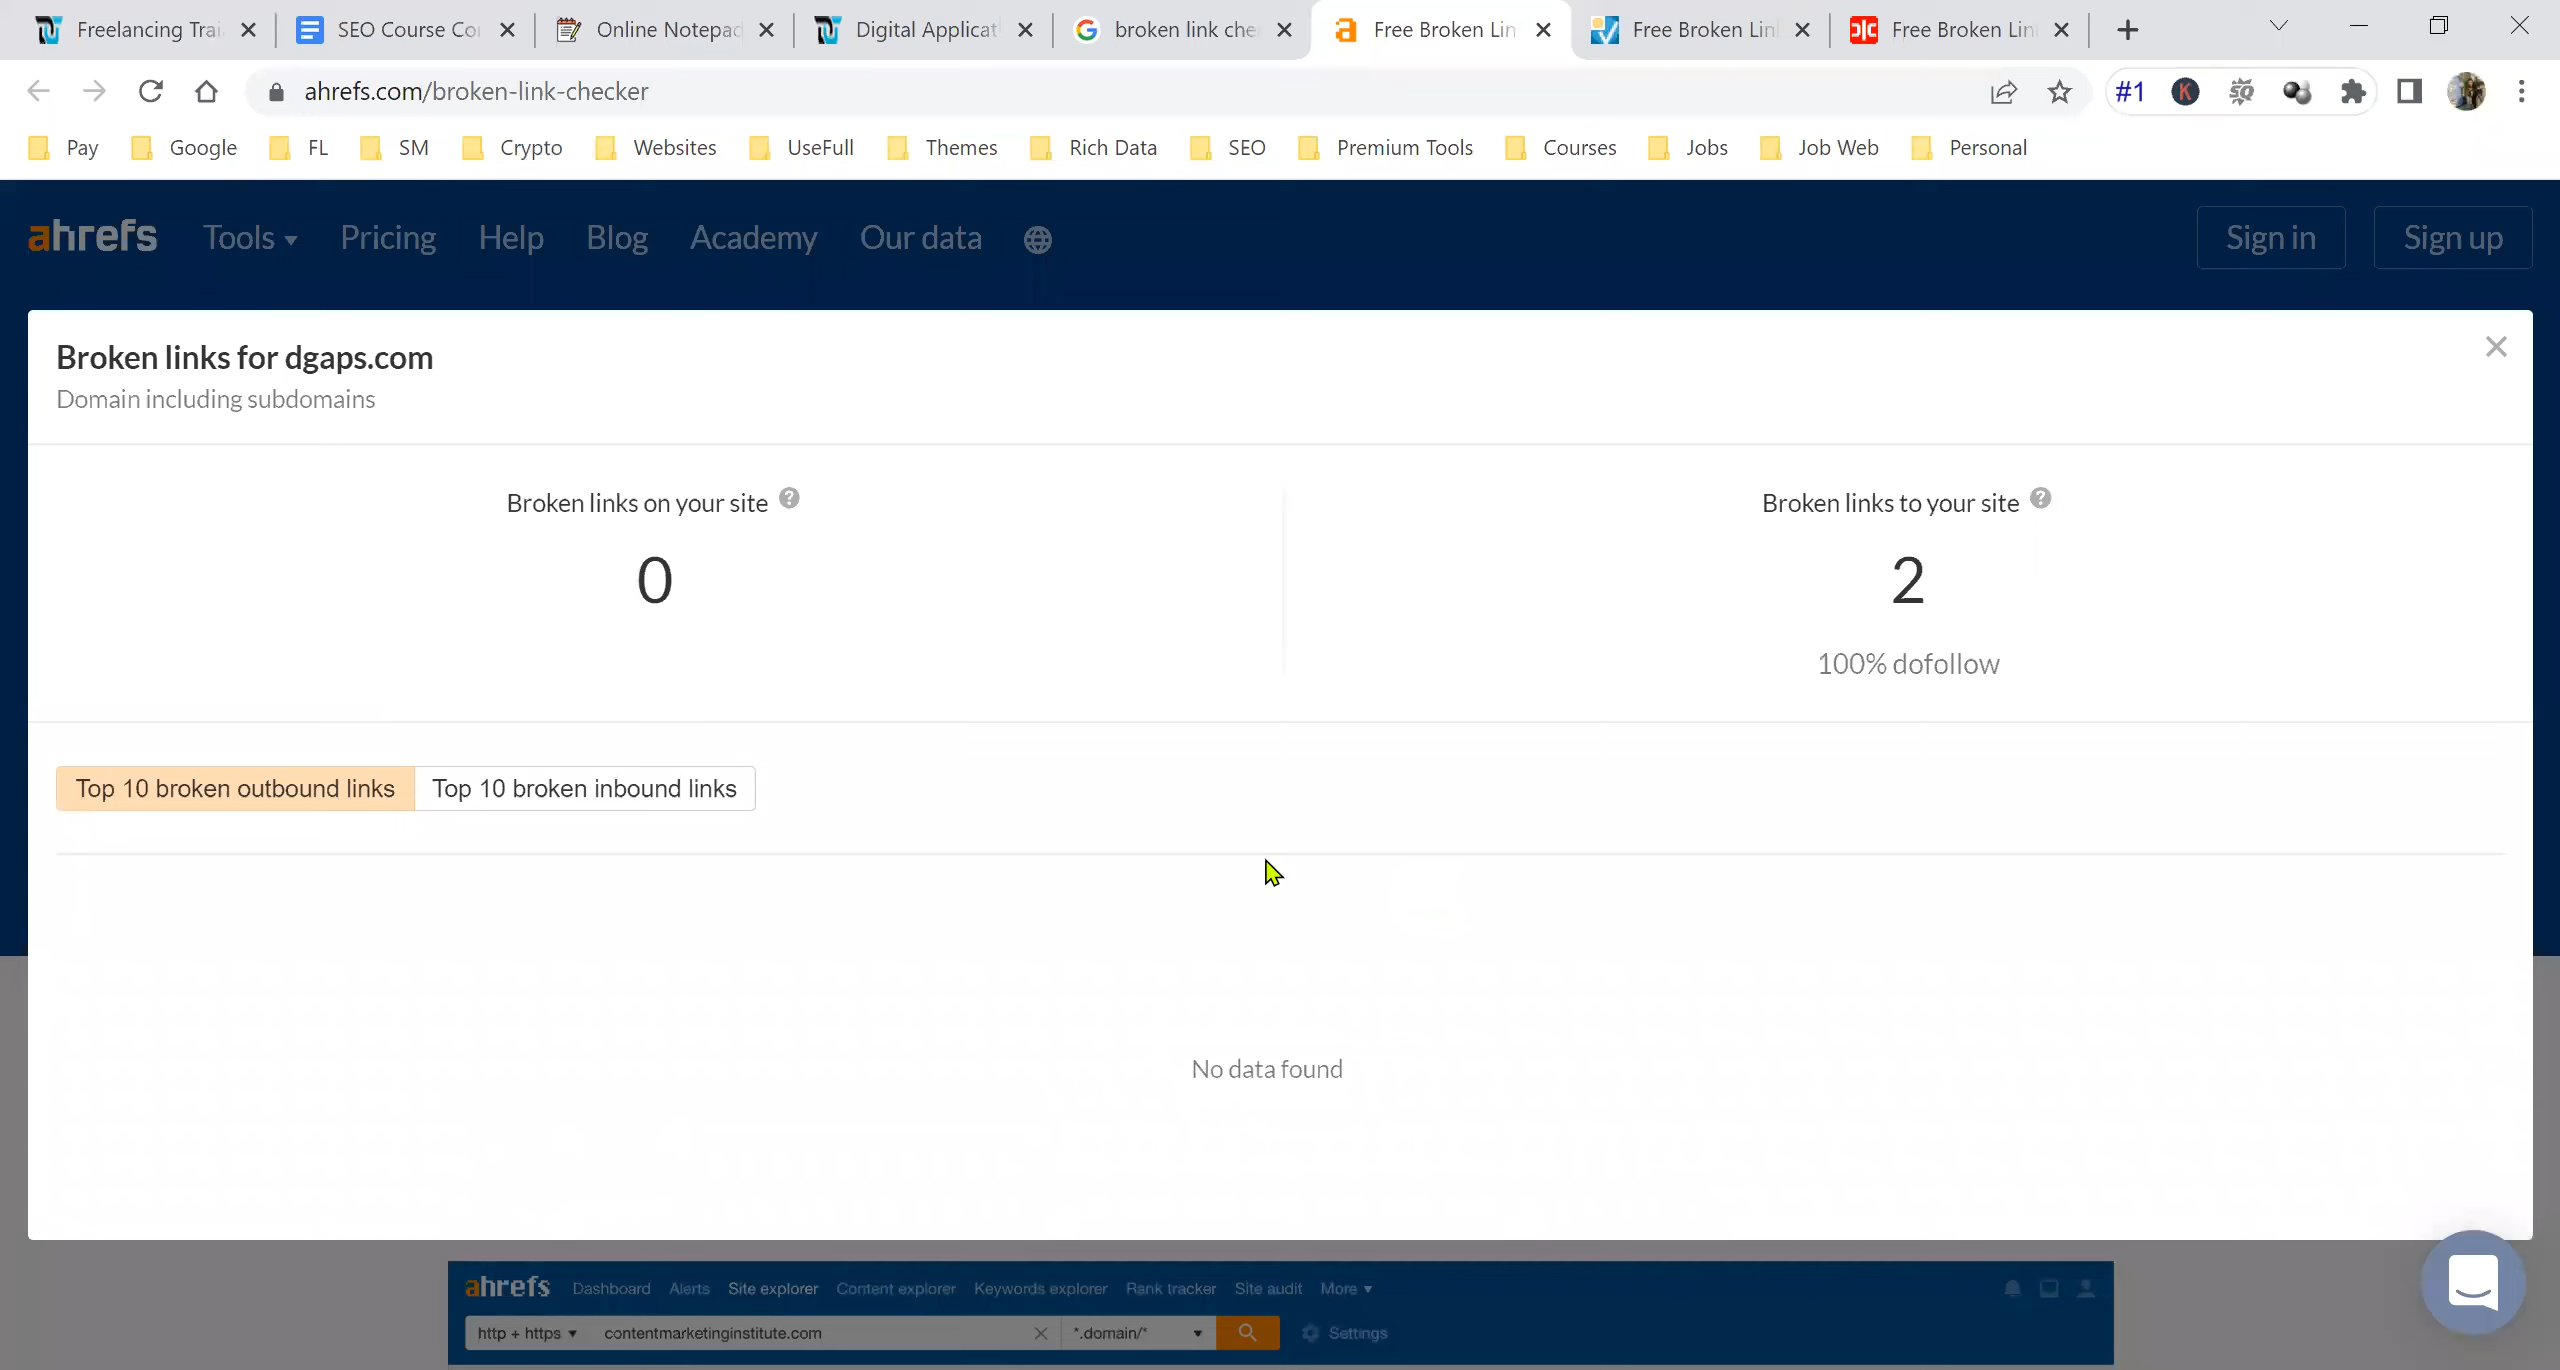 Freelancing Trai
SEO Course Co
Online Notepad
Digital Applicat
broken link che
Free Broken Lin
Free Broken Lin
Free Broken Lin
ahrefs.com/broken-link-checker
#1
K
SQ
Pay
Google
FL
SM
Crypto
Websites
UseFull
Themes
Rich Data
SEO
Premium Tools
Courses
Jobs
Job Web
Personal
ahrefs
Tools
Pricing
Help
Blog
Academy
Our data
Sign in
Sign up
Broken links for dgaps.com
Domain including subdomains
Broken links on your site ?
0
Broken links to your site ?
2
100% dofollow
Top 10 broken outbound links
Top 10 broken inbound links
No data found
ahrefs
Dashboard
Alerts
Site explorer
Content explorer
Keywords explorer
Rank tracker
Site audit
More
http + https
contentmarketinginstitute.com
*.domain/*
Settings